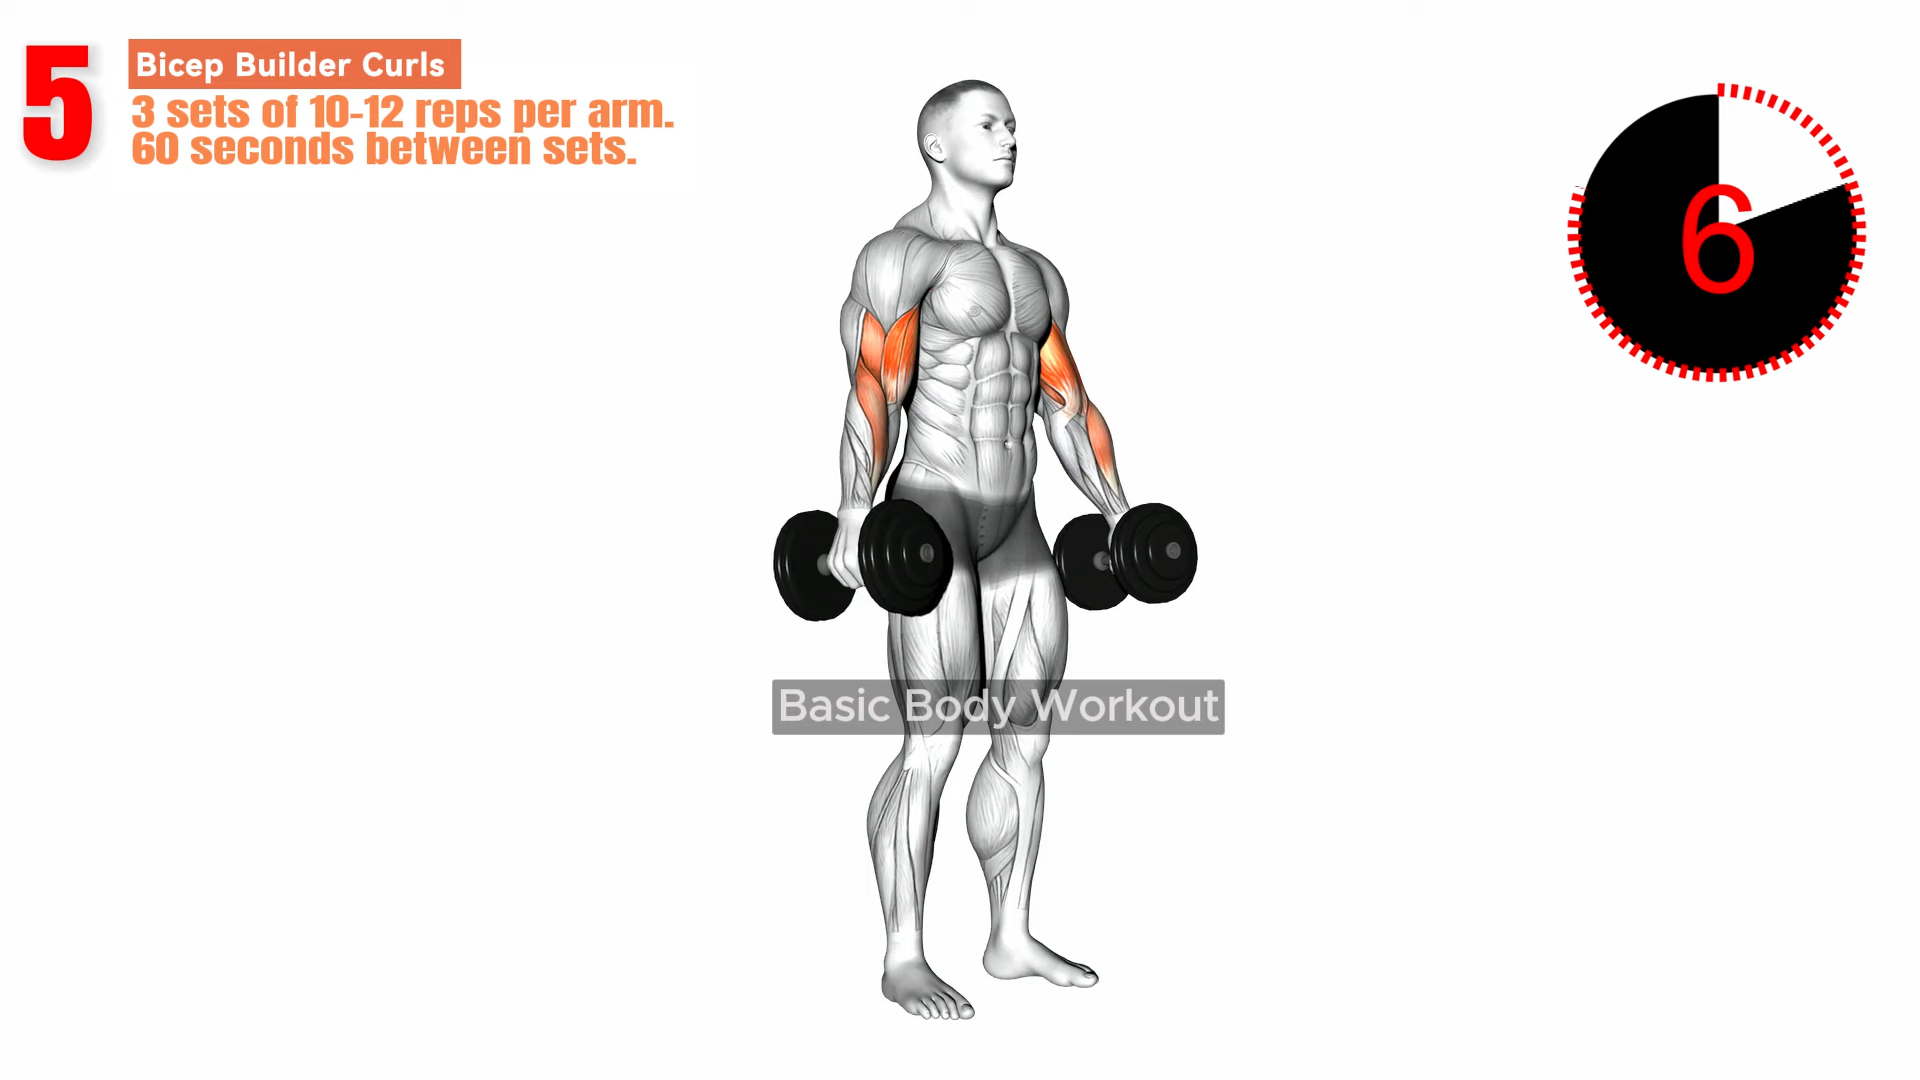 5
Bicep Builder Curls
3 sets of 10-12 reps per arm.
60 seconds between sets.
6
Basic Body Workout